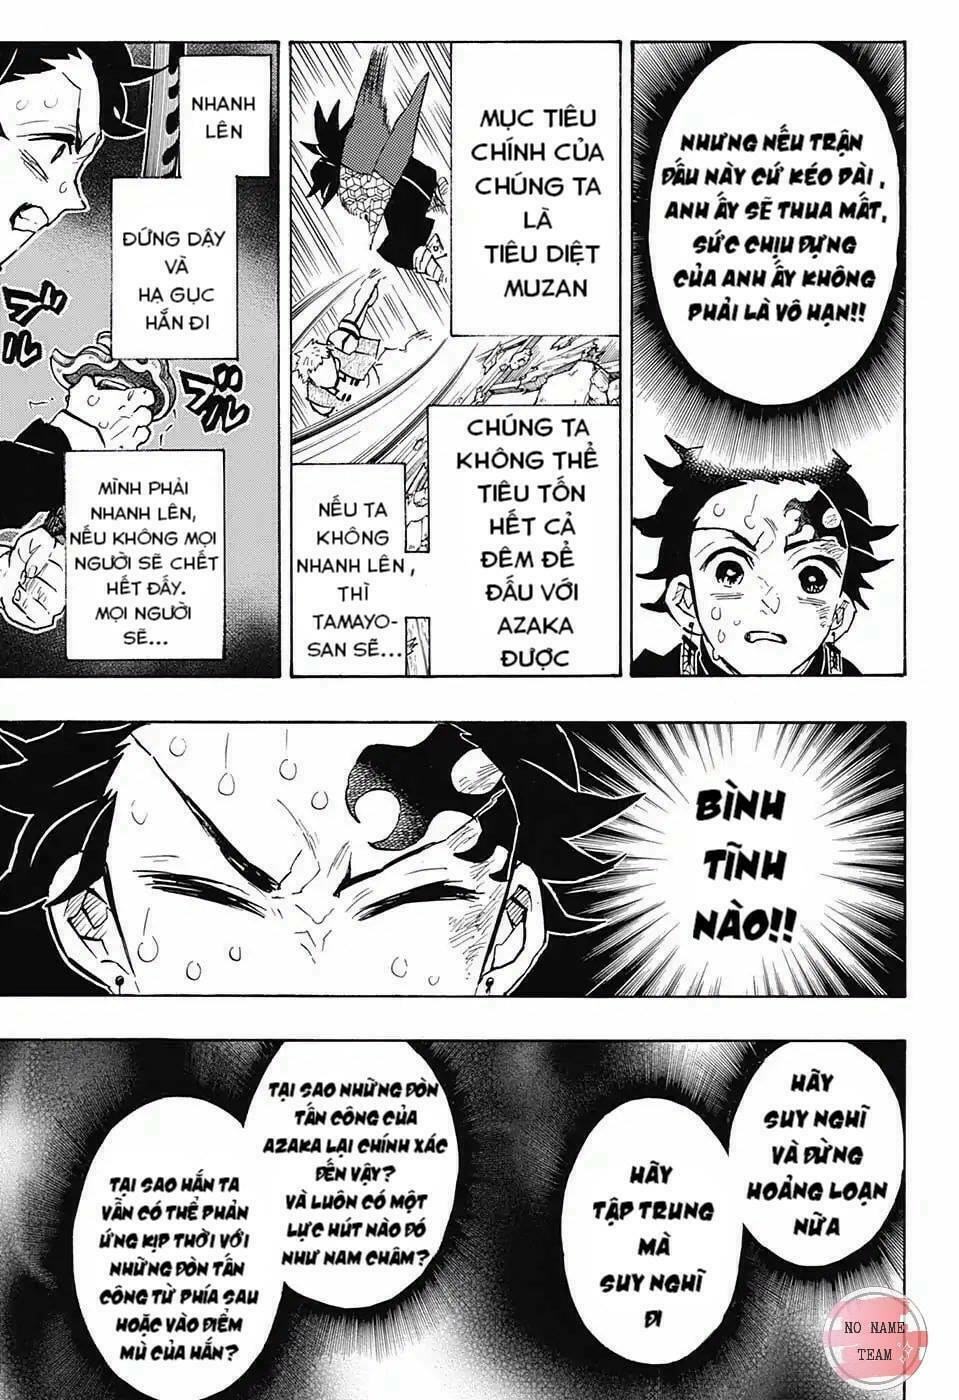 NHƯNG NẾU TRẬN
ĐẤU NÀY CỨ KÉO DÀI,
ANH ẤY SẼ THUA MẤT,
SỨC CHỊU ĐỰNG
CỦA ANH ẤY KHÔNG
PHẢI LÀ VÔ HẠN!!
MỤC TIÊU
CHÍNH CỦA
CHÚNG TA
LÀ
TIÊU DIỆT
MUZAN
CHÚNG TA
KHÔNG THỂ
TIÊU TỐN
HẾT CẢ
ĐÊM ĐỂ
ĐẤU VỚI
AZAKA
ĐƯỢC
NẾU TA
KHÔNG
NHANH LÊN,
THÌ
TAMAYO-
SAN SẼ...
NHANH
LÊN
ĐỨNG DẬY
VÀ
HẠ GỤC
HẮN ĐI
MÌNH PHẢI
NHANH LÊN,
NẾU KHÔNG MỌI
NGƯỜI SẼ CHẾT
HẾT ĐẤY.
MỌI NGƯỜI
SẼ...
BÌNH
TĨNH
NÀO!!
HÃY
SUY NGHĨ
VÀ ĐỪNG
HOẢNG LOẠN
NỮA
HÃY
TẬP TRUNG
MÀ
SUY NGHĨ
ĐI
TẠI SAO NHỮNG ĐÒN
TẤN CÔNG CỦA
AZAKA LẠI CHÍNH XÁC
ĐẾN VẬY?
VÀ LUÔN CÓ MỘT
LỰC HÚT NÀO ĐÓ
NHƯ NAM CHÂM?
TẠI SAO HẮN TA
VẪN CÓ THỂ PHẢN
ỨNG KỊP THỜI VỚI
NHỮNG ĐÒN TẤN
CÔNG TỪ PHÍA SAU
HOẶC VÀO ĐIỂM
MÙ CỦA HẮN?
NO NAME
TEAM